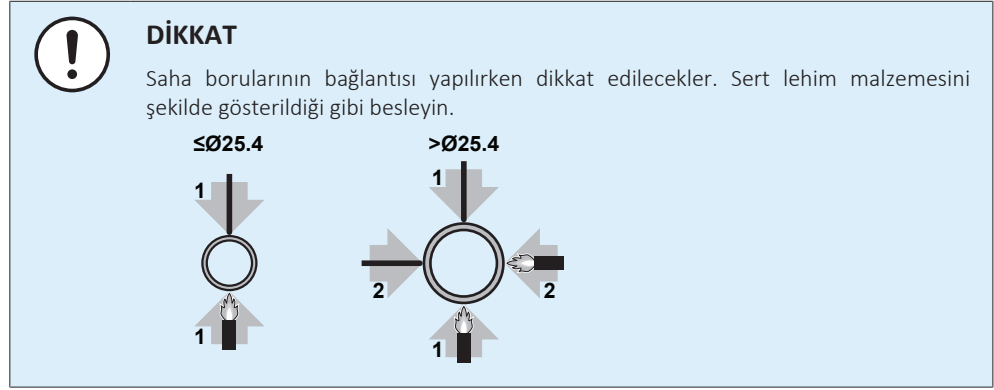 DİKKAT
Saha borularının bağlantısı yapılırken dikkat edilecekler. Sert lehim malzemesini
şekilde gösterildiği gibi besleyin.
≤Ø25.4 >Ø25.4
1 1
2 2
1 1